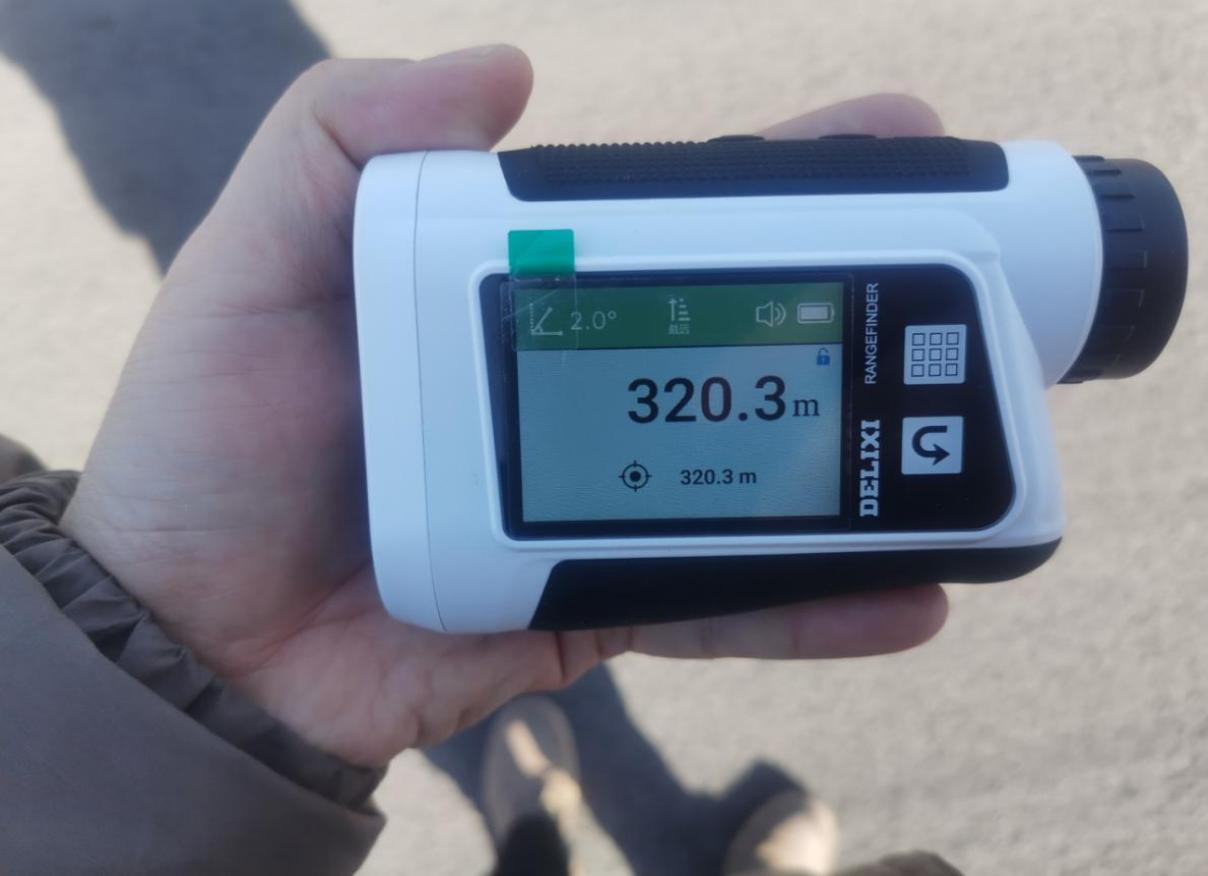 2.0°
320.3m
320.3 m
RANGEFINDER
DELIXI